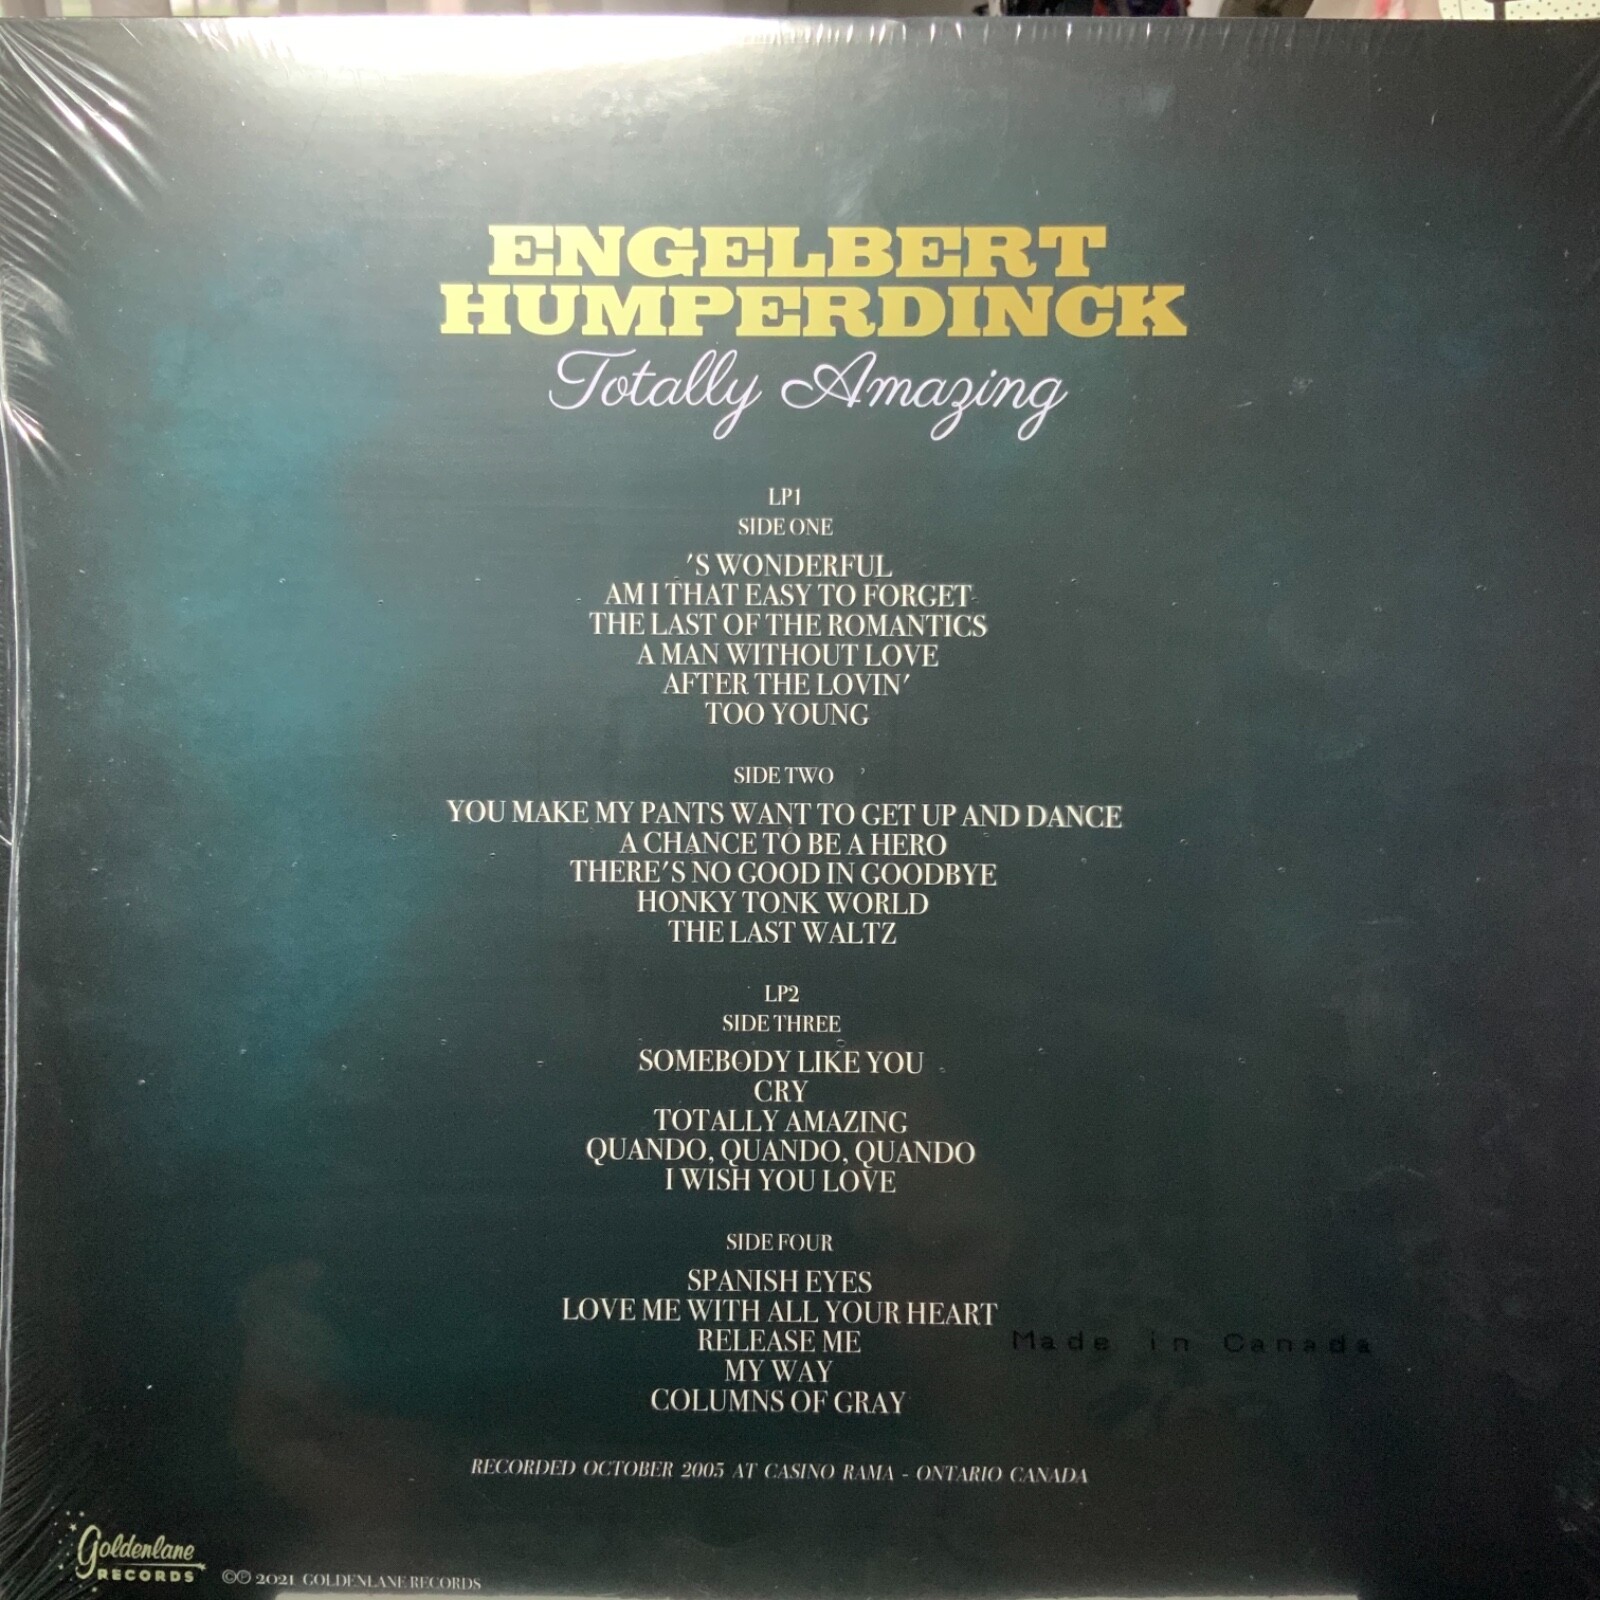 ENGELBERT
HUMPERDINCK
Totally Amazing
LP1
SIDE ONE
'S WONDERFUL
AM I THAT EASY TO FORGET
THE LAST OF THE ROMANTICS
A MAN WITHOUT LOVE
AFTER THE LOVIN'
TOO YOUNG
SIDE TWO
YOU MAKE MY PANTS WANT TO GET UP AND DANCE
A CHANCE TO BE A HERO
THERE'S NO GOOD IN GOODBYE
HONKY TONK WORLD
THE LAST WALTZ
LP2
SIDE THREE
SOMEBODY LIKE YOU
CRY
TOTALLY AMAZING
QUANDO, QUANDO, QUANDO
I WISH YOU LOVE
SIDE FOUR
SPANISH EYES
LOVE ME WITH ALL YOUR HEART
RELEASE ME
MY WAY
COLUMNS OF GRAY
Made in Canada
RECORDED OCTOBER 2005 AT CASINO RAMA - ONTARIO CANADA
Goldenlane
RECORDS
©℗ 2021 GOLDENLANE RECORDS